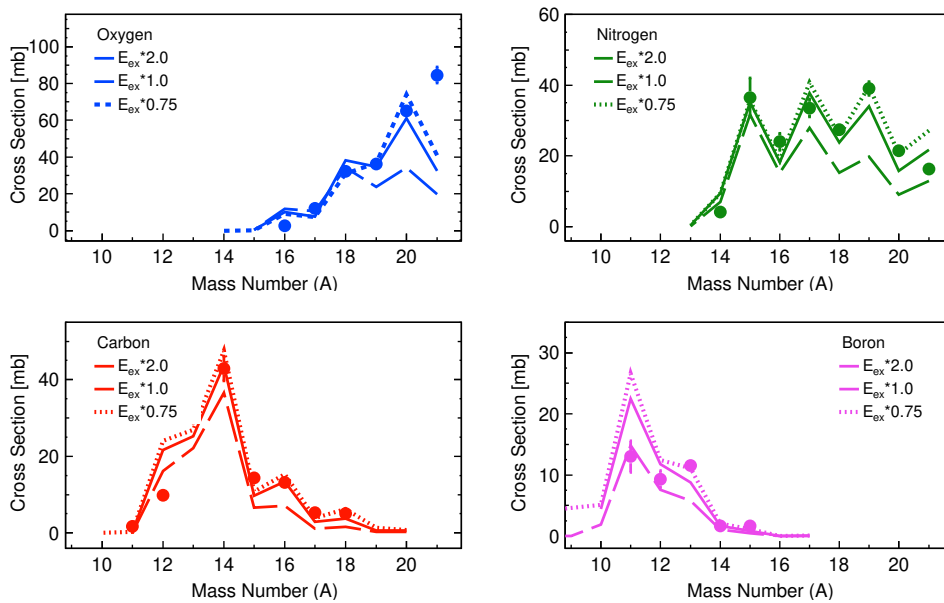 Oxygen
E_ex*2.0
E_ex*1.0
E_ex*0.75
Cross Section [mb]
100
80
60
40
20
0
10 12 14 16 18 20
Mass Number (A)
Nitrogen
E_ex*2.0
E_ex*1.0
E_ex*0.75
Cross Section [mb]
60
40
20
0
10 12 14 16 18 20
Mass Number (A)
Carbon
E_ex*2.0
E_ex*1.0
E_ex*0.75
Cross Section [mb]
40
20
0
10 12 14 16 18 20
Mass Number (A)
Boron
E_ex*2.0
E_ex*1.0
E_ex*0.75
Cross Section [mb]
30
20
10
0
10 12 14 16 18 20
Mass Number (A)